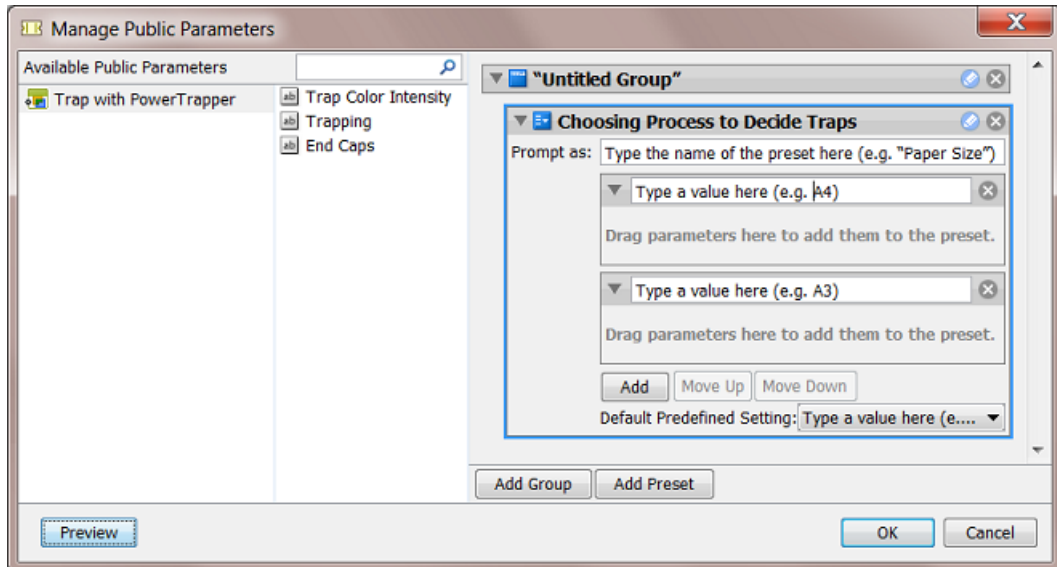 Manage Public Parameters
Available Public Parameters
Trap with PowerTrapper
Trap Color Intensity
Trapping
End Caps
"Untitled Group"
Choosing Process to Decide Traps
Prompt as: Type the name of the preset here (e.g. "Paper Size")
Type a value here (e.g. A4)
Drag parameters here to add them to the preset.
Type a value here (e.g. A3)
Drag parameters here to add them to the preset.
Add Move Up Move Down
Default Predefined Setting: Type a value here (e....
Add Group Add Preset
Preview OK Cancel